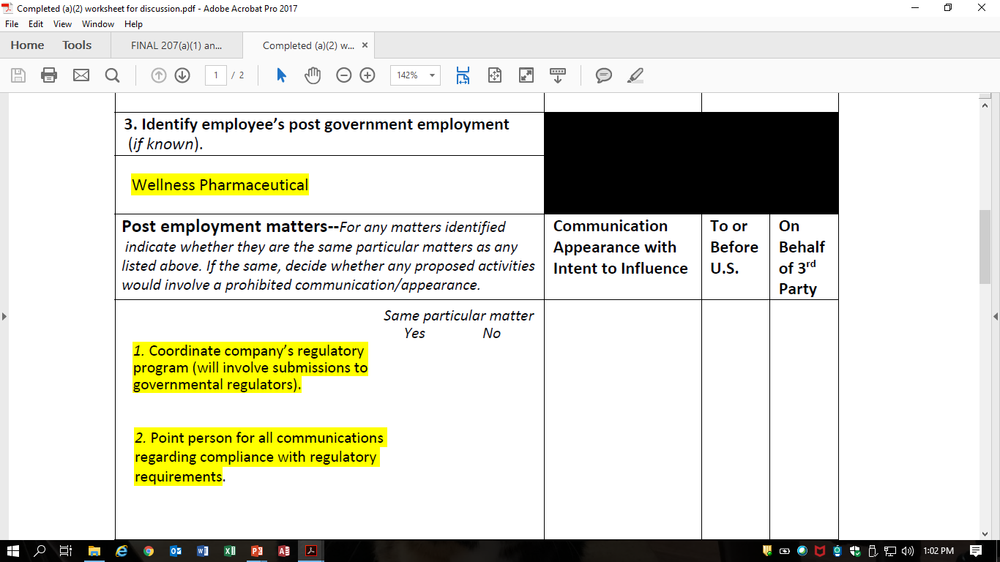 Completed (a)(2) worksheet for discussion.pdf - Adobe Acrobat Pro 2017
File Edit View Window Help
Home Tools FINAL 207(a)(1) an... Completed (a)(2) w... ×
1 / 2 142%
3. Identify employee's post government employment
(if known).
Wellness Pharmaceutical
Post employment matters--For any matters identified
indicate whether they are the same particular matters as any
listed above. If the same, decide whether any proposed activities
would involve a prohibited communication/appearance.
Communication
Appearance with
Intent to Influence
To or
Before
U.S.
On
Behalf
of 3rd
Party
Same particular matter
Yes No
1. Coordinate company's regulatory
program (will involve submissions to
governmental regulators).
2. Point person for all communications
regarding compliance with regulatory
requirements.
1:02 PM